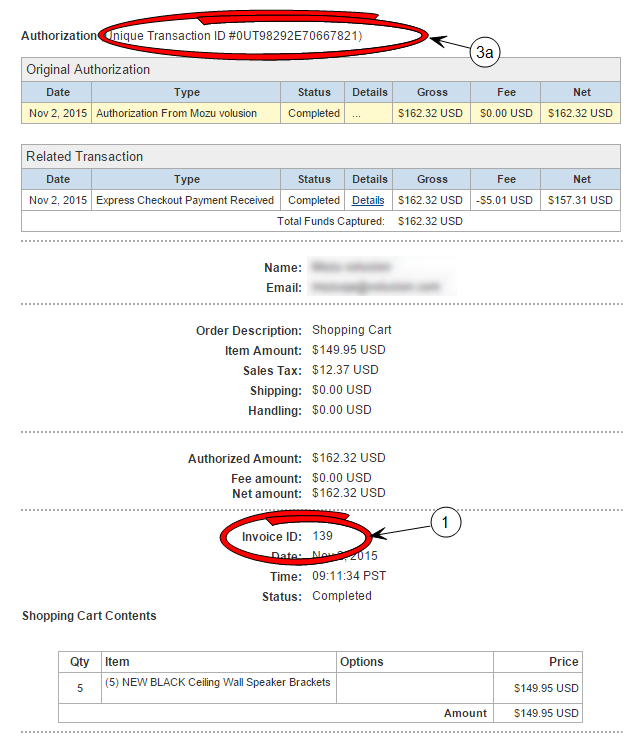 Authorization (Unique Transaction ID #0UT98292E70667821)
3a
Original Authorization
Date Type Status Details Gross Fee Net
Nov 2, 2015 Authorization From Mozu volusion Completed ... $162.32 USD $0.00 USD $162.32 USD
Related Transaction
Date Type Status Details Gross Fee Net
Nov 2, 2015 Express Checkout Payment Received Completed Details $162.32 USD -$5.01 USD $157.31 USD
Total Funds Captured: $162.32 USD
Name:
Email:
Order Description: Shopping Cart
Item Amount: $149.95 USD
Sales Tax: $12.37 USD
Shipping: $0.00 USD
Handling: $0.00 USD
Authorized Amount: $162.32 USD
Fee amount: $0.00 USD
Net amount: $162.32 USD
1
Invoice ID: 139
Date: Nov 2, 2015
Time: 09:11:34 PST
Status: Completed
Shopping Cart Contents
Qty Item Options Price
5 (5) NEW BLACK Ceiling Wall Speaker Brackets $149.95 USD
Amount $149.95 USD